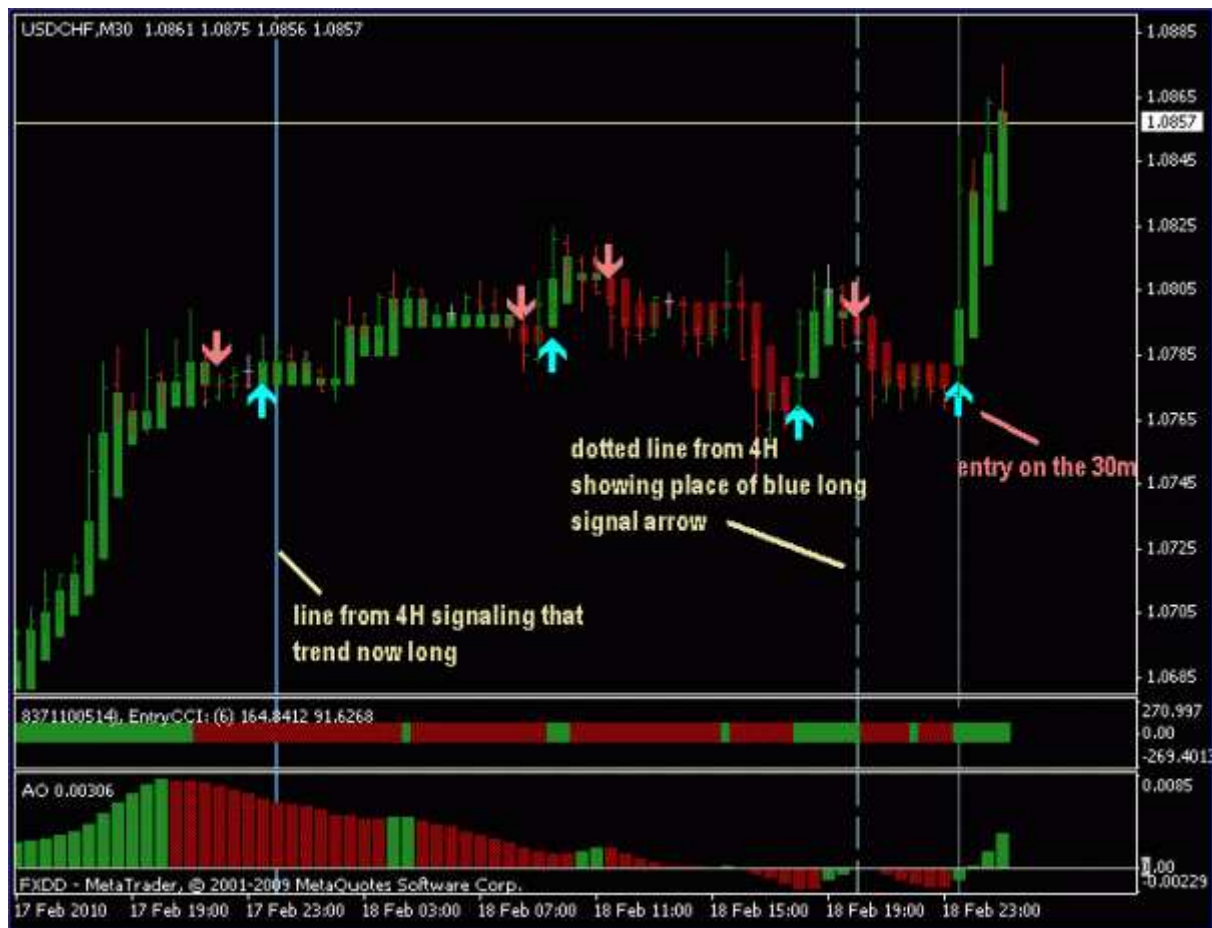 USDCHF,M30 1.0861 1.0875 1.0856 1.0857
1.0885
1.0865
1.0857
1.0845
1.0825
1.0805
1.0785
1.0765
1.0745
1.0725
1.0705
1.0685
dotted line from 4H
showing place of blue long
signal arrow
entry on the 30m
line from 4H signaling that
trend now long
8371100514), EntryCCI: (6) 164.8412 91.6268
270.997
0.00
-269.4013
AO 0.00306
0.0085
-0.00229
FXDD - MetaTrader, © 2001-2009 MetaQuotes Software Corp.
17 Feb 2010 17 Feb 19:00 17 Feb 23:00 18 Feb 03:00 18 Feb 07:00 18 Feb 11:00 18 Feb 15:00 18 Feb 19:00 18 Feb 23:00